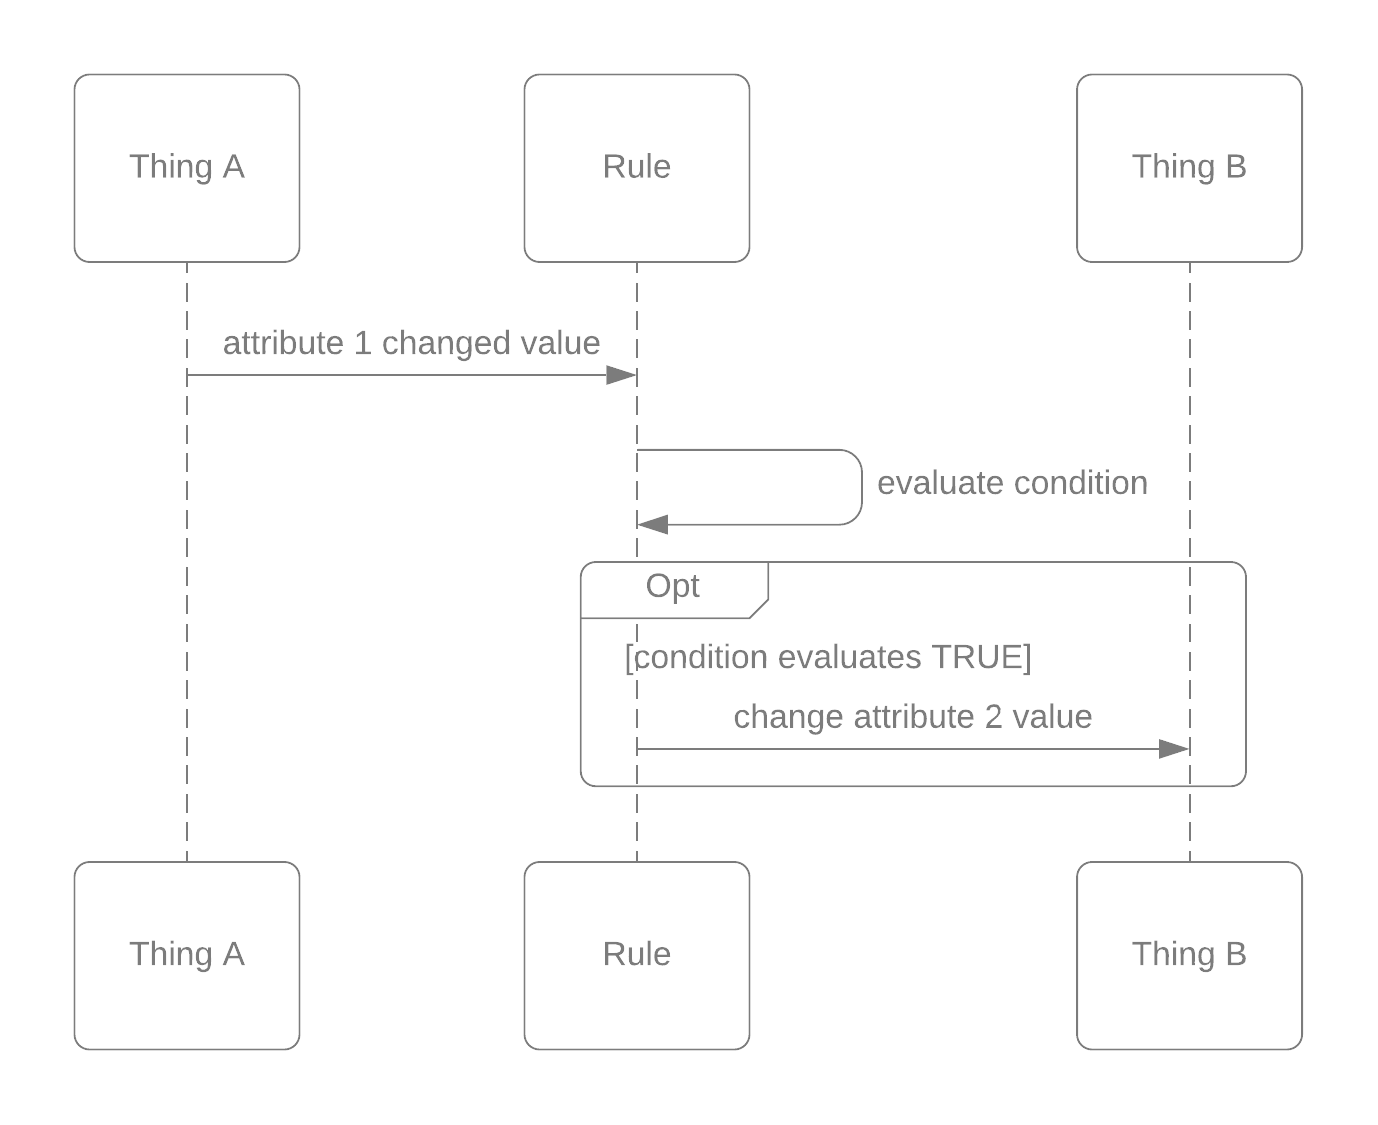 Thing A
Rule
Thing B
attribute 1 changed value
evaluate condition
Opt
[condition evaluates TRUE]
change attribute 2 value
Thing A
Rule
Thing B